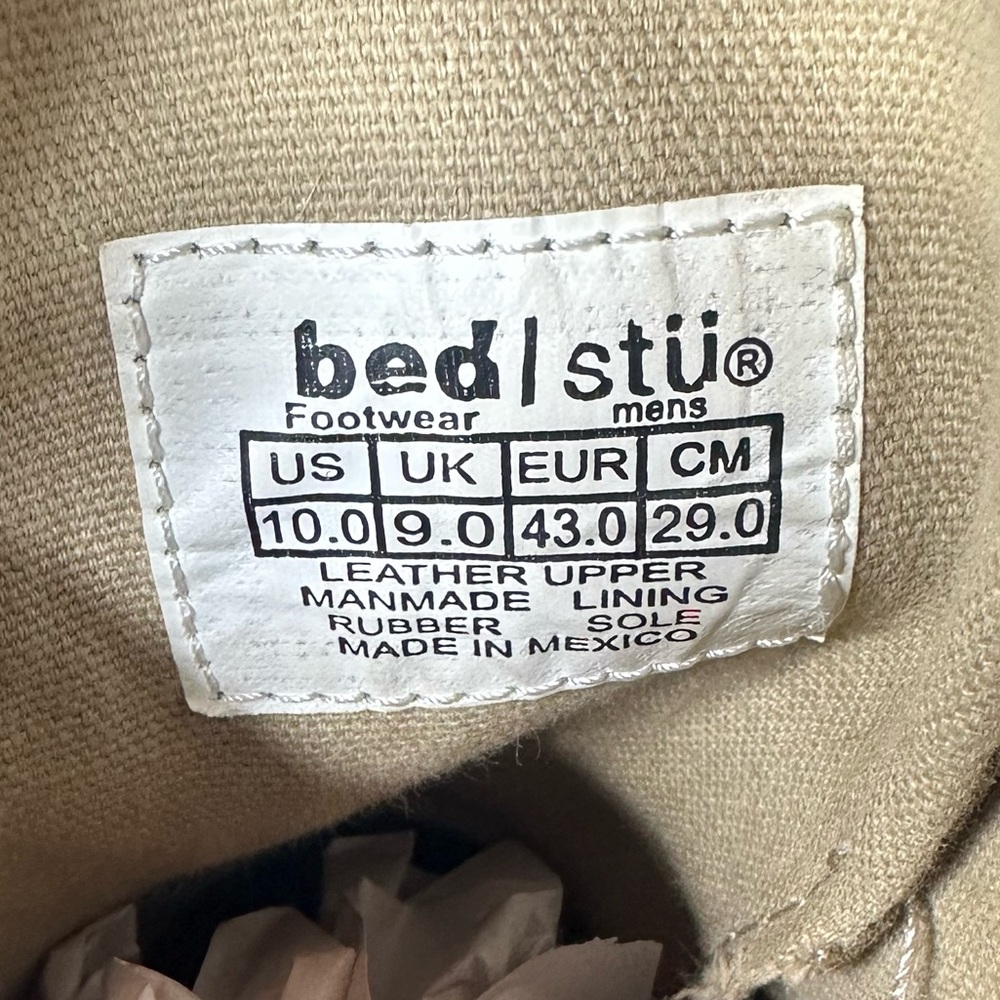 bed|stü®
Footwear mens
US UK EUR CM
10.0 9.0 43.0 29.0
LEATHER UPPER
MANMADE LINING
RUBBER SOLE
MADE IN MEXICO